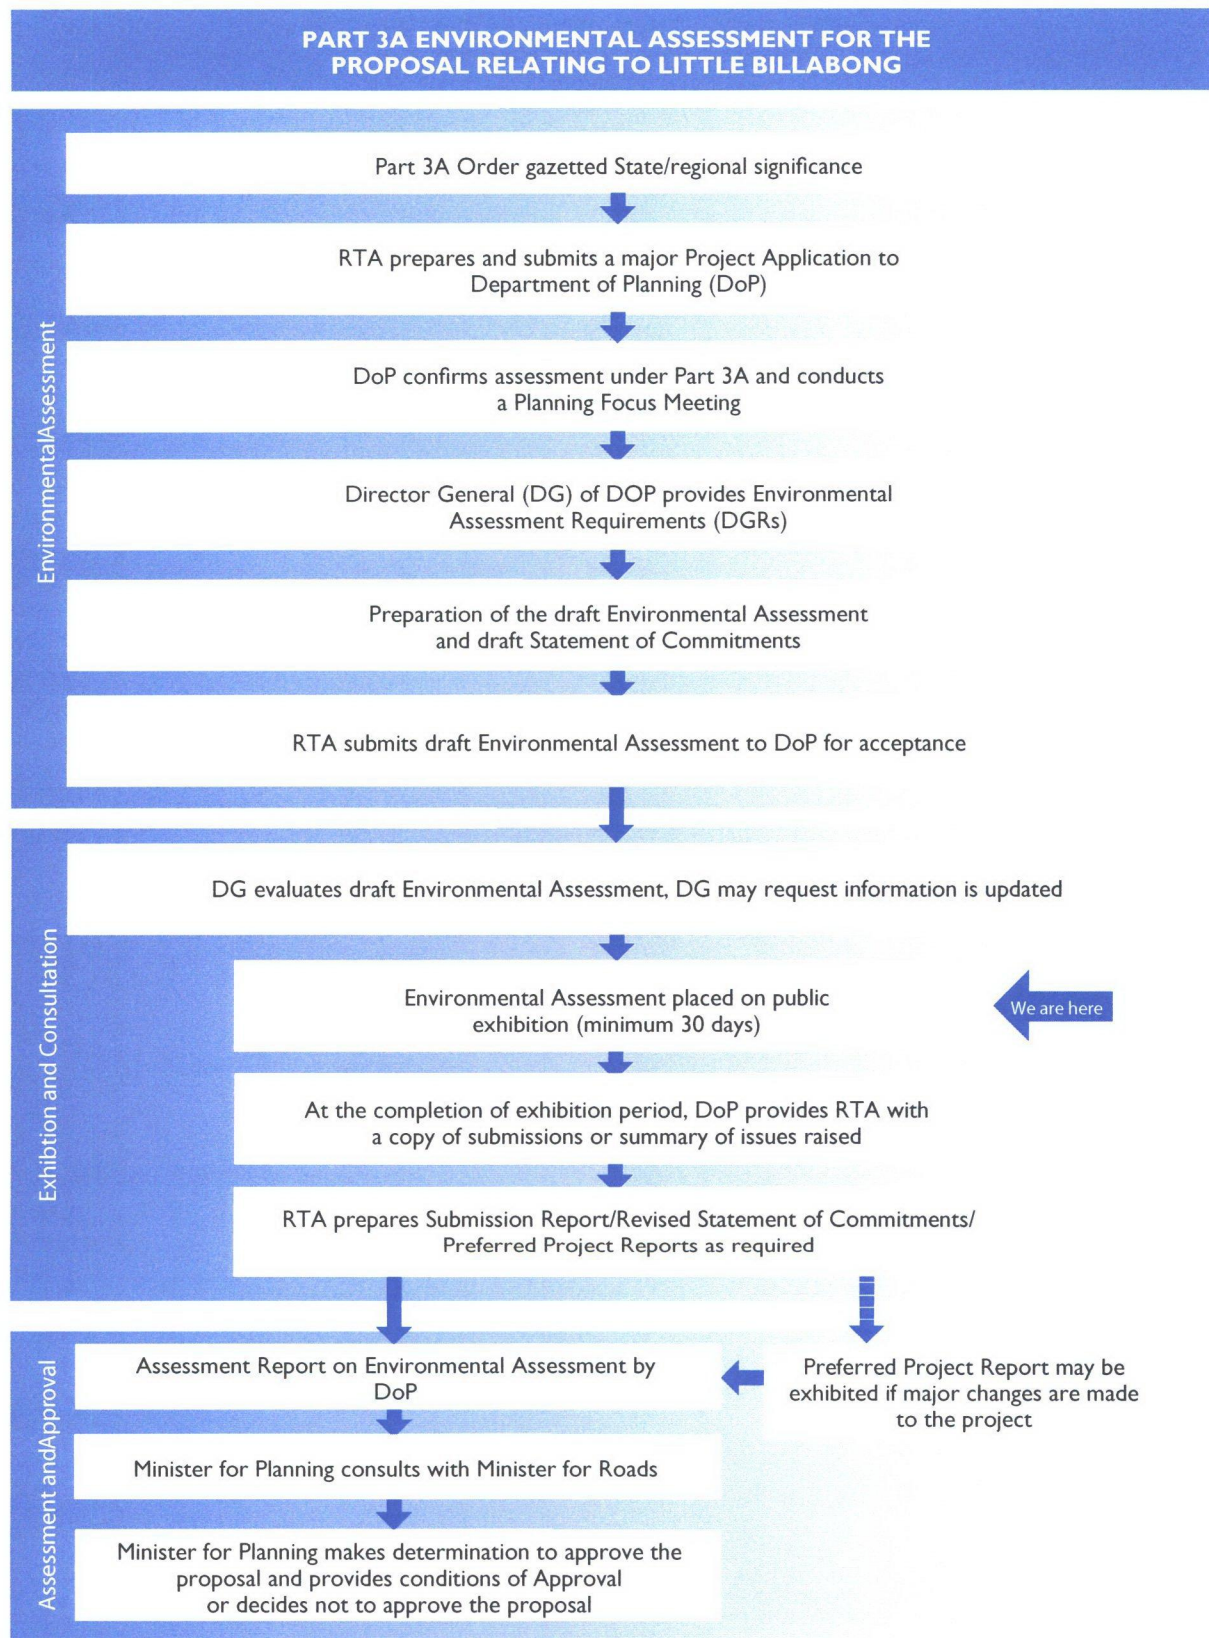 PART 3A ENVIRONMENTAL ASSESSMENT FOR THE
PROPOSAL RELATING TO LITTLE BILLABONG
EnvironmentalAssessment
Part 3A Order gazetted State/regional significance
RTA prepares and submits a major Project Application to
Department of Planning (DoP)
DoP confirms assessment under Part 3A and conducts
a Planning Focus Meeting
Director General (DG) of DOP provides Environmental
Assessment Requirements (DGRs)
Preparation of the draft Environmental Assessment
and draft Statement of Commitments
RTA submits draft Environmental Assessment to DoP for acceptance
Exhibtion and Consultation
DG evaluates draft Environmental Assessment, DG may request information is updated
Environmental Assessment placed on public
exhibition (minimum 30 days)
We are here
At the completion of exhibition period, DoP provides RTA with
a copy of submissions or summary of issues raised
RTA prepares Submission Report/Revised Statement of Commitments/
Preferred Project Reports as required
Assessment andApproval
Assessment Report on Environmental Assessment by
DoP
Preferred Project Report may be
exhibited if major changes are made
to the project
Minister for Planning consults with Minister for Roads
Minister for Planning makes determination to approve the
proposal and provides conditions of Approval
or decides not to approve the proposal